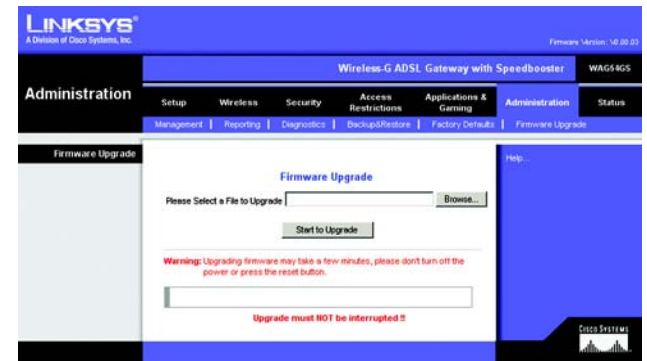 LINKSYS®
A Division of Cisco Systems, Inc.
Firmware Version: V0.00.03
Wireless-G ADSL Gateway with Speedbooster WAG54GS
Administration
Setup Wireless Security Access Restrictions Applications & Gaming Administration Status
Management | Reporting | Diagnostics | Backup&Restore | Factory Defaults | Firmware Upgrade
Firmware Upgrade
Help...
Firmware Upgrade
Please Select a File to Upgrade Browse...
Start to Upgrade
Warning: Upgrading firmware may take a few minutes, please don't turn off the
power or press the reset button.
Upgrade must NOT be interrupted !!
CISCO SYSTEMS